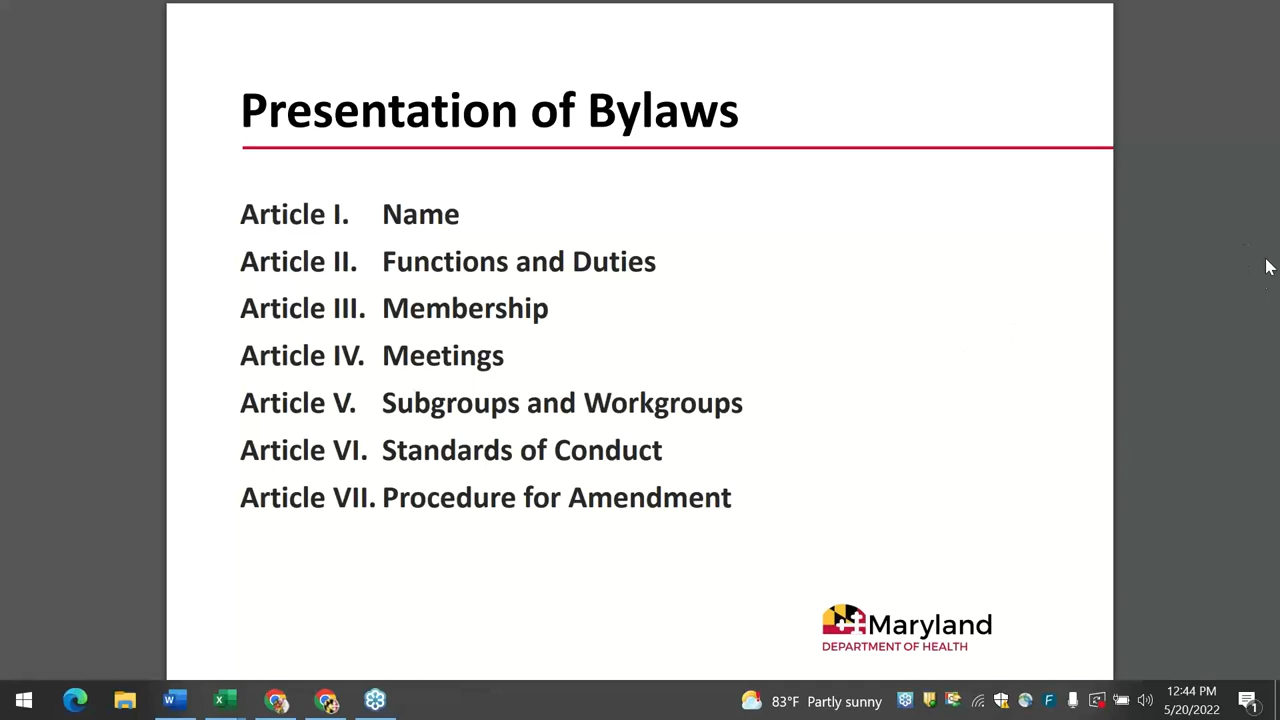 Presentation of Bylaws
Article I. Name
Article II. Functions and Duties
Article III. Membership
Article IV. Meetings
Article V. Subgroups and Workgroups
Article VI. Standards of Conduct
Article VII. Procedure for Amendment
Maryland
DEPARTMENT OF HEALTH
83°F Partly sunny
12:44 PM
5/20/2022
1